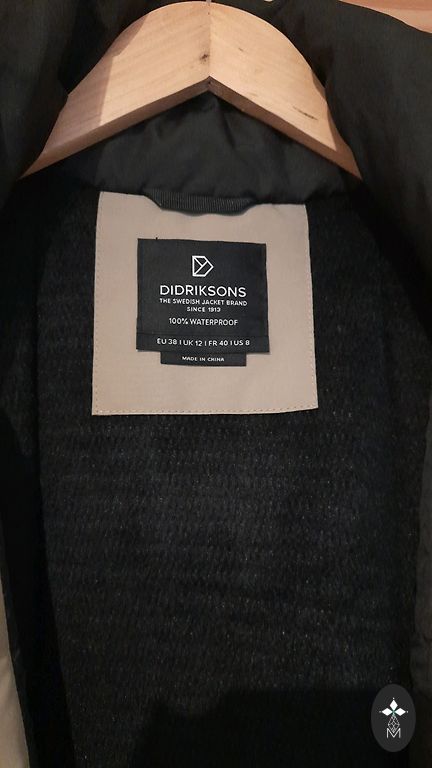 DIDRIKSONS
THE SWEDISH JACKET BRAND
SINCE 1913
100% WATERPROOF
EU 38 I UK 12 I FR 40 I US 8
MADE IN CHINA
M